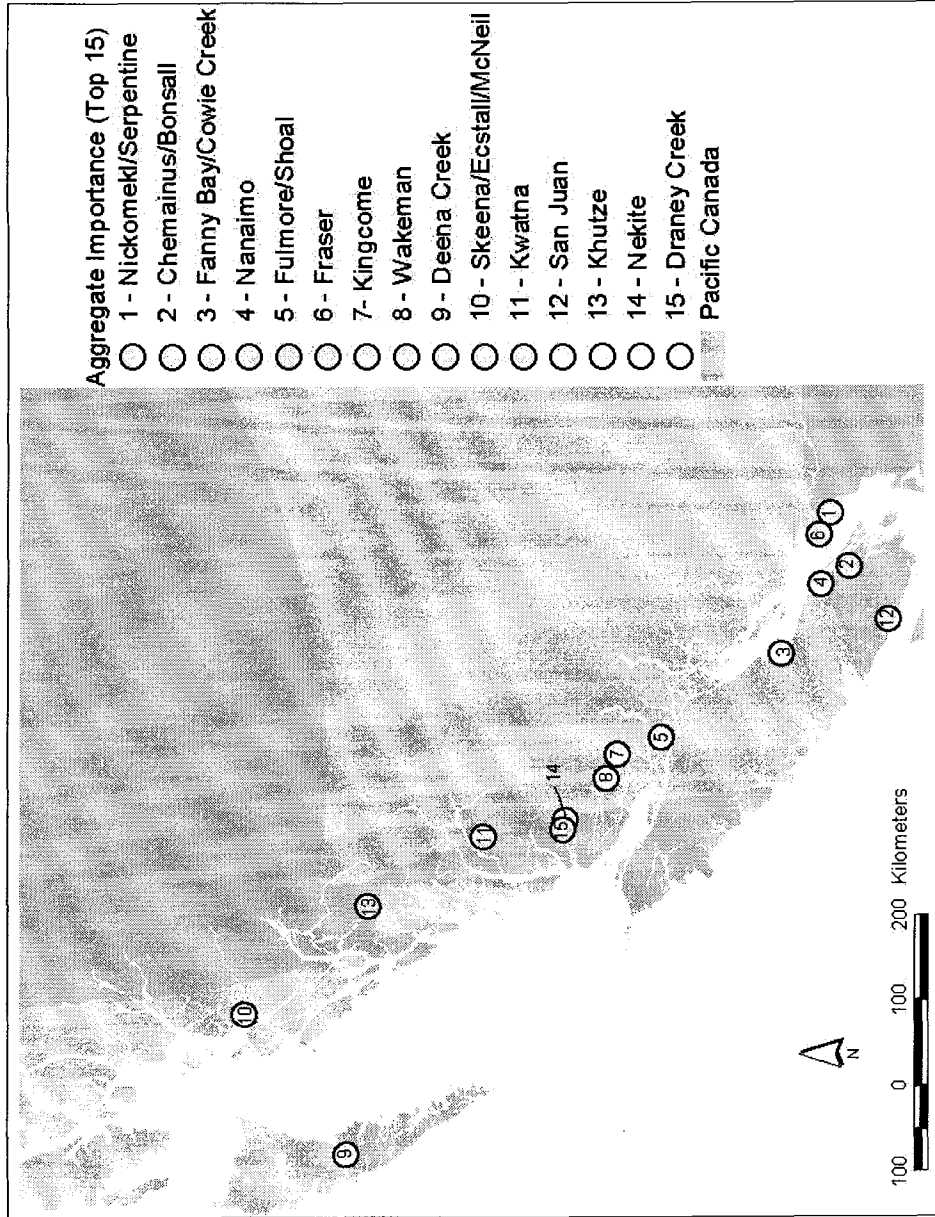 Aggregate Importance (Top 15)
1 - Nickomekl/Serpentine
2 - Chemainus/Bonsall
3 - Fanny Bay/Cowie Creek
4 - Nanaimo
5 - Fulmore/Shoal
6 - Fraser
7 - Kingcome
8 - Wakeman
9 - Deena Creek
10 - Skeena/Ecstall/McNeil
11 - Kwatna
12 - San Juan
13 - Khutze
14 - Nekite
15 - Draney Creek
Pacific Canada
10
9
13
11
14
15
8
7
5
3
4
6
1
2
12
N
100 0 100 200 Kilometers